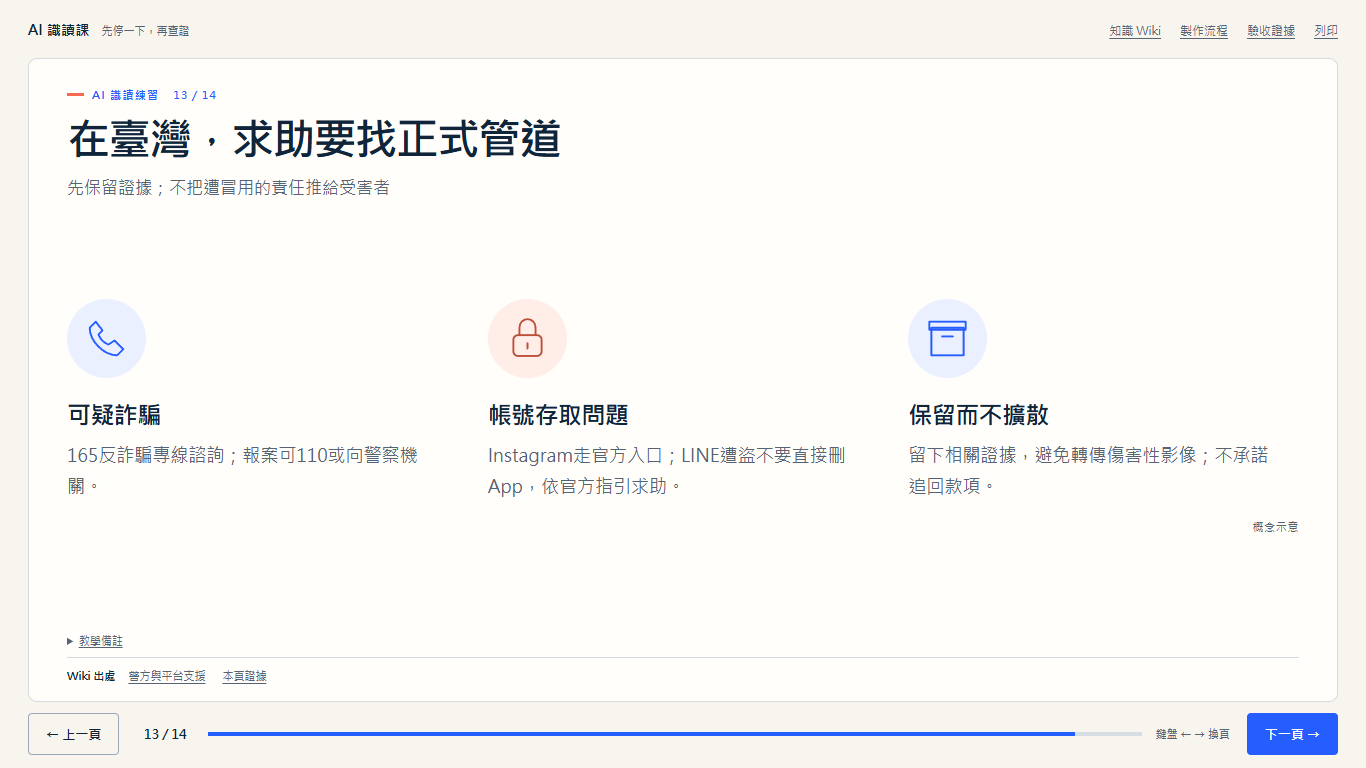 AI 識讀課 先停一下，再查證
知識 Wiki 製作流程 驗收證據 列印
AI 識讀練習 13 / 14
在臺灣，求助要找正式管道
先保留證據；不把遭冒用的責任推給受害者
可疑詐騙
165反詐騙專線諮詢；報案可110或向警察機
關。
帳號存取問題
Instagram走官方入口；LINE遭盜不要直接刪
App，依官方指引求助。
保留而不擴散
留下相關證據，避免轉傳傷害性影像；不承諾
追回款項。
概念示意
▶ 教學備註
Wiki 出處 警方與平台支援 本頁證據
← 上一頁 13 / 14 鍵盤 ← → 換頁 下一頁 →